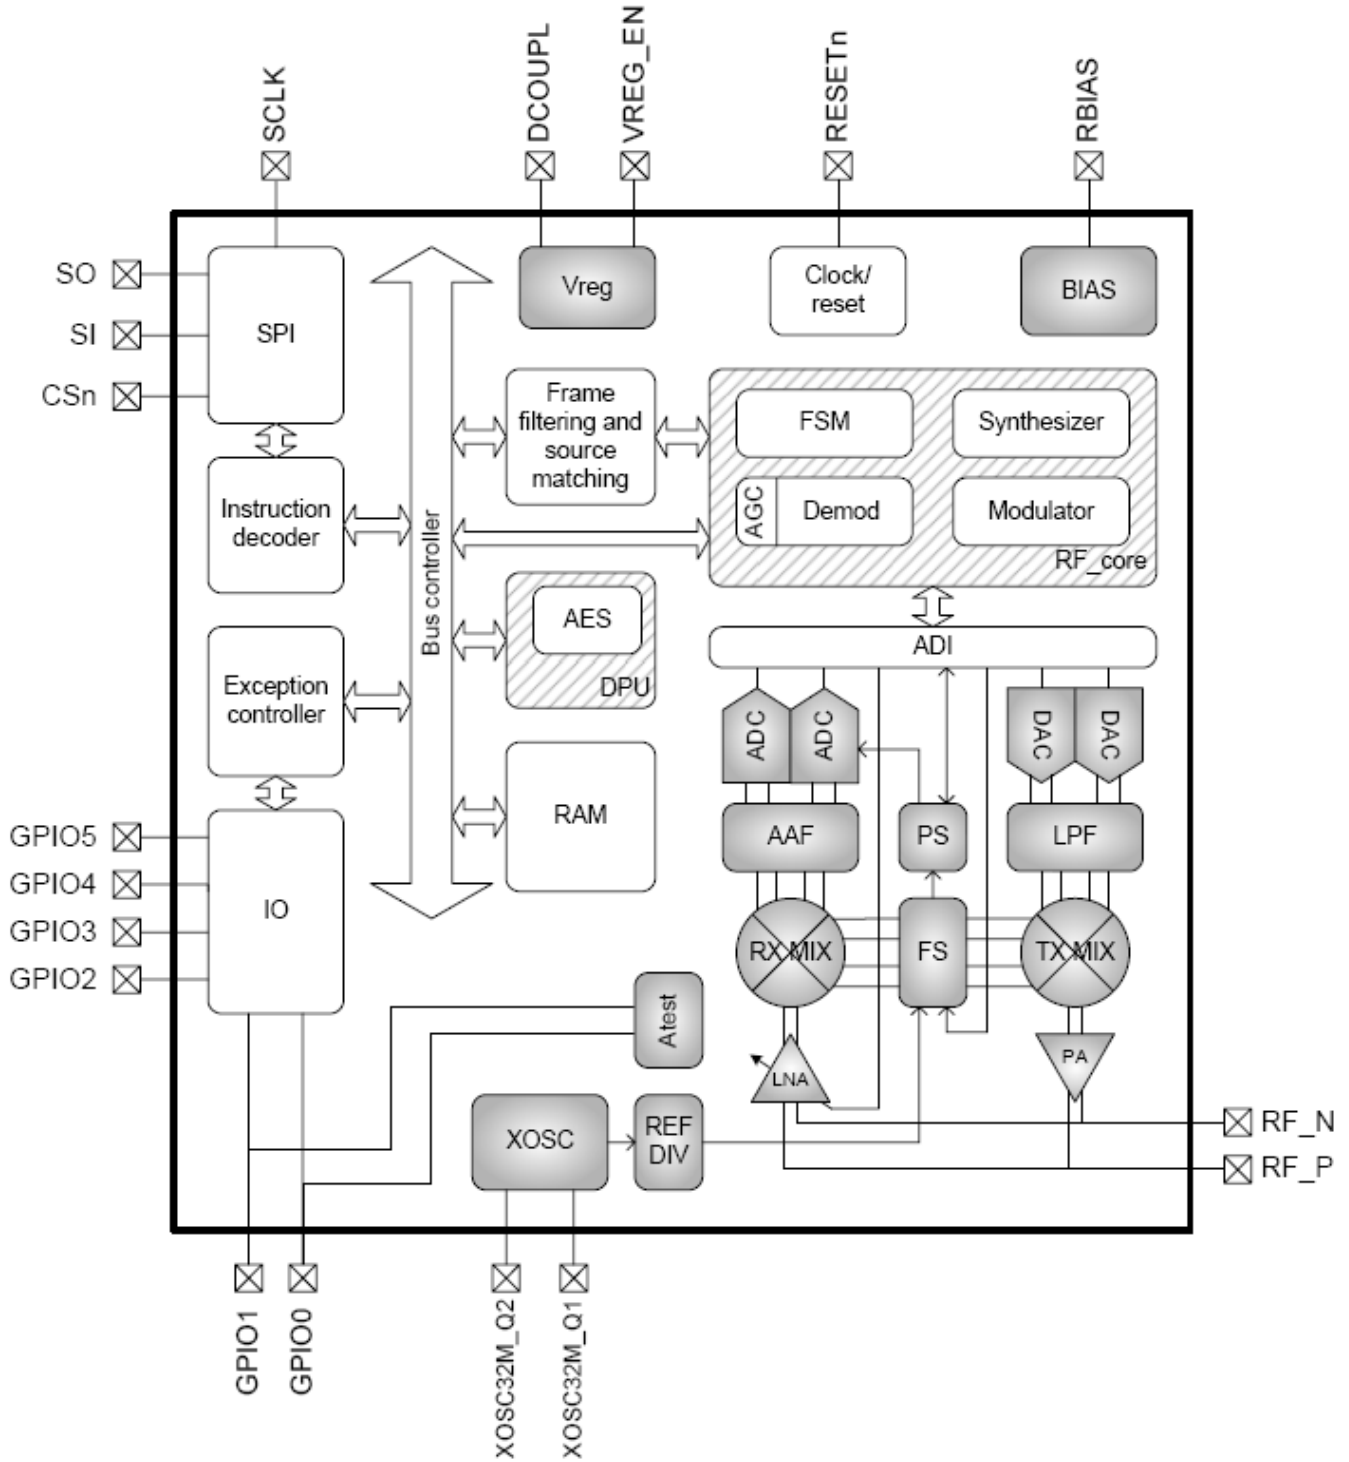 SCLK
DCOUPL
VREG_EN
RESETn
RBIAS
SO
SI
CSn
SPI
Vreg
Clock/
reset
BIAS
Instruction
decoder
Bus controller
Frame
filtering and
source
matching
FSM
Synthesizer
AGC
Demod
Modulator
RF_core
AES
DPU
ADI
Exception
controller
RAM
ADC
ADC
DAC
DAC
AAF
PS
LPF
GPIO5
GPIO4
GPIO3
GPIO2
IO
RX MIX
FS
TX MIX
Atest
LNA
PA
XOSC
REF
DIV
RF_N
RF_P
GPIO1
GPIO0
XOSC32M_Q2
XOSC32M_Q1